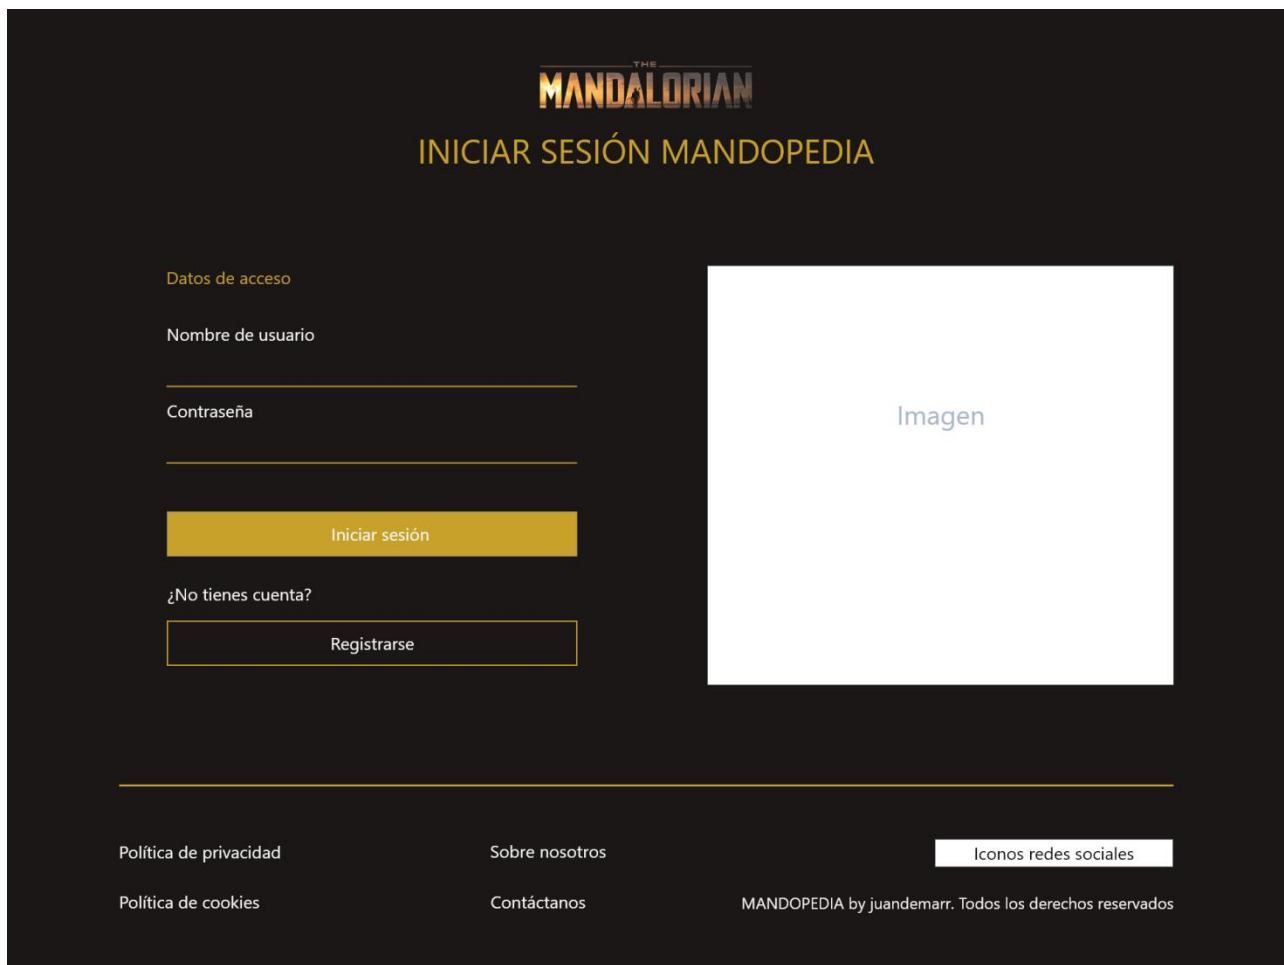 THE
MANDALORIAN
INICIAR SESIÓN MANDOPEDIA
Datos de acceso
Nombre de usuario
Contraseña
Iniciar sesión
¿No tienes cuenta?
Registrarse
Imagen
Política de privacidad
Sobre nosotros
Iconos redes sociales
Política de cookies
Contáctanos
MANDOPEDIA by juandemarr. Todos los derechos reservados